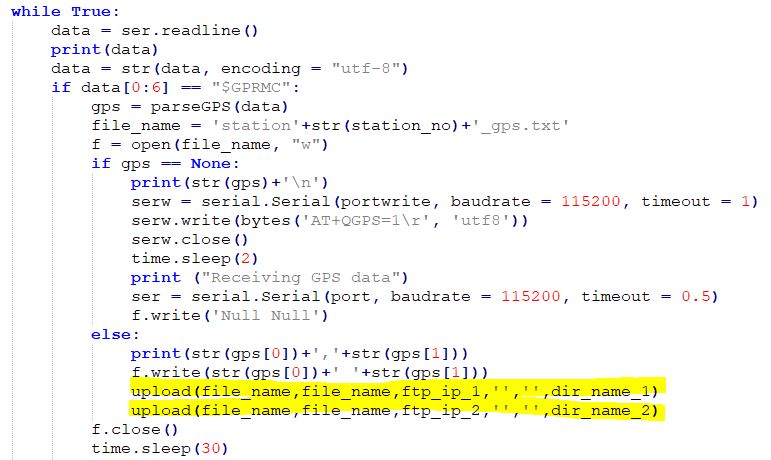 while True:
    data = ser.readline()
    print(data)
    data = str(data, encoding = "utf-8")
    if data[0:6] == "$GPRMC":
        gps = parseGPS(data)
        file_name = 'station'+str(station_no)+'_gps.txt'
        f = open(file_name, "w")
        if gps == None:
            print(str(gps)+'\n')
            serw = serial.Serial(portwrite, baudrate = 115200, timeout = 1)
            serw.write(bytes('AT+QGPS=1\r', 'utf8'))
            serw.close()
            time.sleep(2)
            print ("Receiving GPS data")
            ser = serial.Serial(port, baudrate = 115200, timeout = 0.5)
            f.write('Null Null')
        else:
            print(str(gps[0])+','+str(gps[1]))
            f.write(str(gps[0])+' '+str(gps[1]))
            upload(file_name,file_name,ftp_ip_1,'','',dir_name_1)
            upload(file_name,file_name,ftp_ip_2,'','',dir_name_2)
        f.close()
        time.sleep(30)